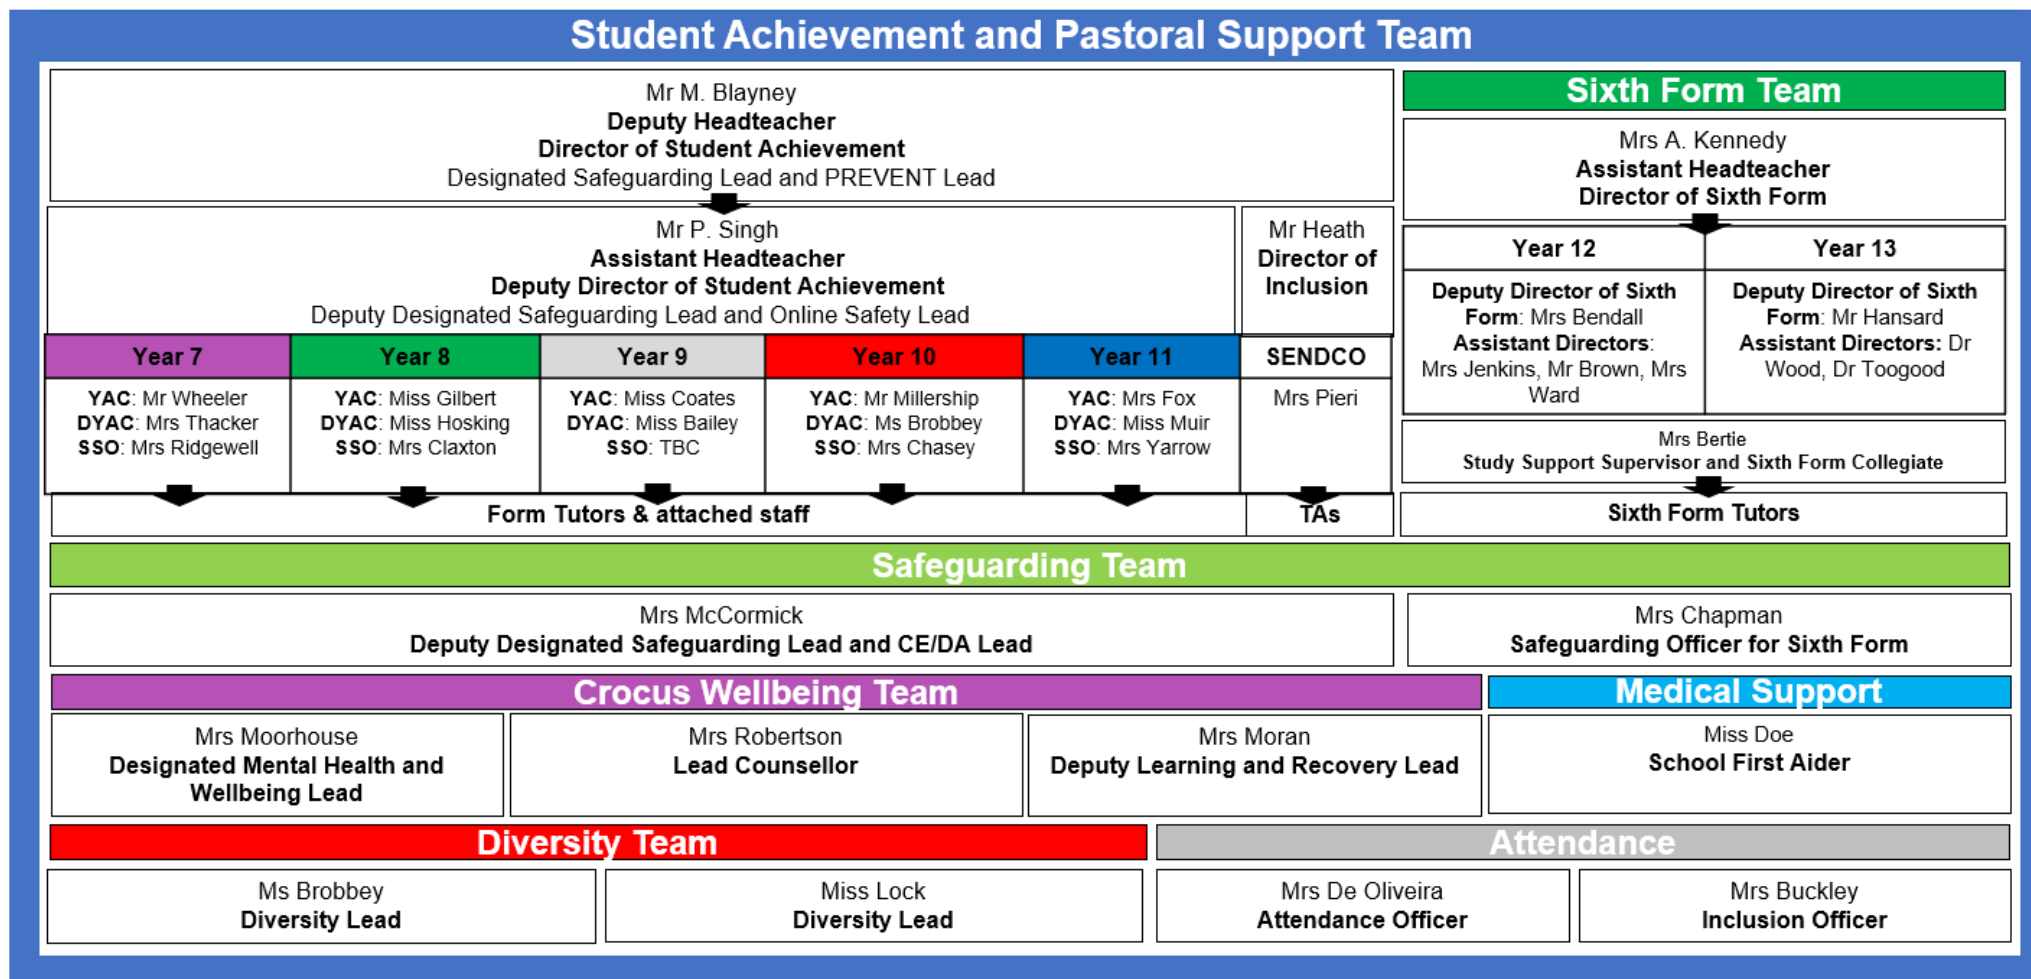 Student Achievement and Pastoral Support Team
Mr M. Blayney
Deputy Headteacher
Director of Student Achievement
Designated Safeguarding Lead and PREVENT Lead
Mr P. Singh
Assistant Headteacher
Deputy Director of Student Achievement
Deputy Designated Safeguarding Lead and Online Safety Lead
Mr Heath
Director of
Inclusion
Year 7
YAC: Mr Wheeler
DYAC: Mrs Thacker
SSO: Mrs Ridgewell
Year 8
YAC: Miss Gilbert
DYAC: Miss Hosking
SSO: Mrs Claxton
Year 9
YAC: Miss Coates
DYAC: Miss Bailey
SSO: TBC
Year 10
YAC: Mr Millership
DYAC: Ms Brobbey
SSO: Mrs Chasey
Year 11
YAC: Mrs Fox
DYAC: Miss Muir
SSO: Mrs Yarrow
SENDCO
Mrs Pieri
Form Tutors & attached staff
TAs
Sixth Form Team
Mrs A. Kennedy
Assistant Headteacher
Director of Sixth Form
Year 12
Deputy Director of Sixth
Form: Mrs Bendall
Assistant Directors:
Mrs Jenkins, Mr Brown, Mrs
Ward
Year 13
Deputy Director of Sixth
Form: Mr Hansard
Assistant Directors: Dr
Wood, Dr Toogood
Mrs Bertie
Study Support Supervisor and Sixth Form Collegiate
Sixth Form Tutors
Safeguarding Team
Mrs McCormick
Deputy Designated Safeguarding Lead and CE/DA Lead
Mrs Chapman
Safeguarding Officer for Sixth Form
Crocus Wellbeing Team
Mrs Moorhouse
Designated Mental Health and
Wellbeing Lead
Mrs Robertson
Lead Counsellor
Mrs Moran
Deputy Learning and Recovery Lead
Medical Support
Miss Doe
School First Aider
Diversity Team
Ms Brobbey
Diversity Lead
Miss Lock
Diversity Lead
Attendance
Mrs De Oliveira
Attendance Officer
Mrs Buckley
Inclusion Officer